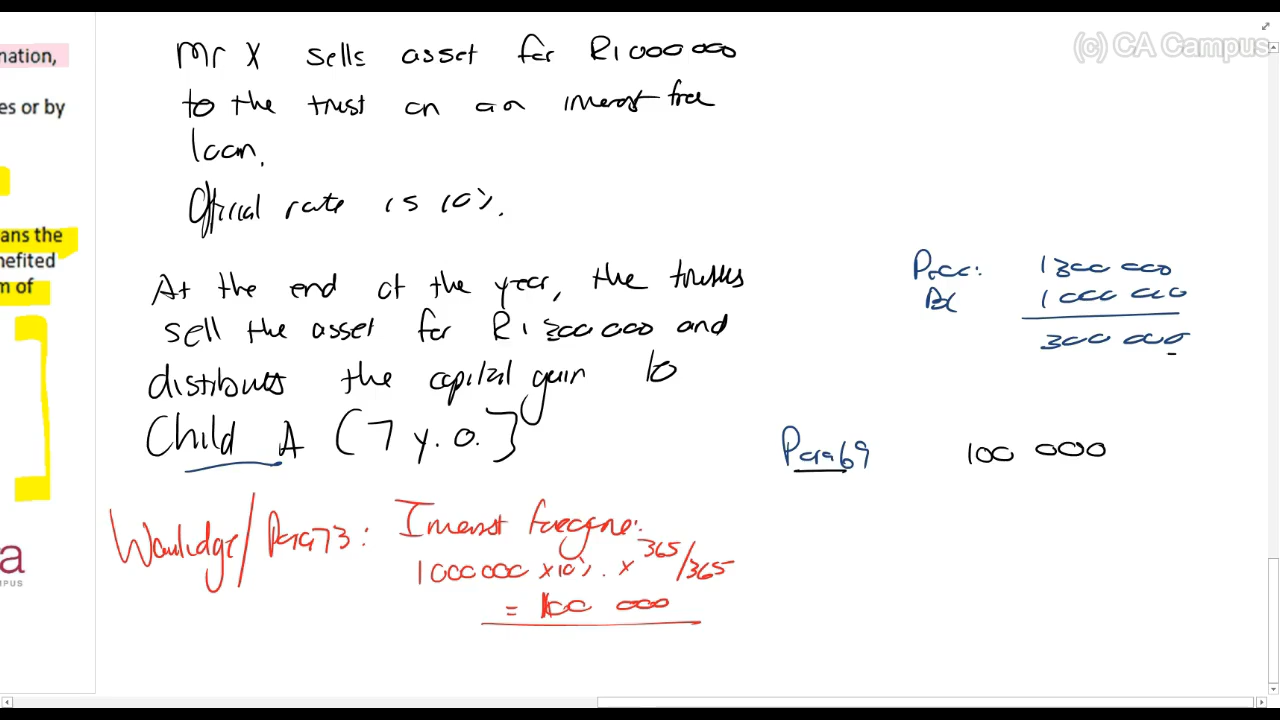 (c) CA Campus
nation,
es or by
ans the
nefited
m of
a
MPUS
Mr X sells asset for R1 000 000
to the trust on an interest free
loan.
Official rate is 10%.
At the end of the year, the trustees
sell the asset for R1 300 000 and
distributes the capital gain to
Child A (7 y.o.)
Proc: 1 300 000
BC 1 000 000
300 000
Para 69 100 000
/ Para 73: Interest foregone:
1 000 000 x 10% . x 365/365
= 100 000